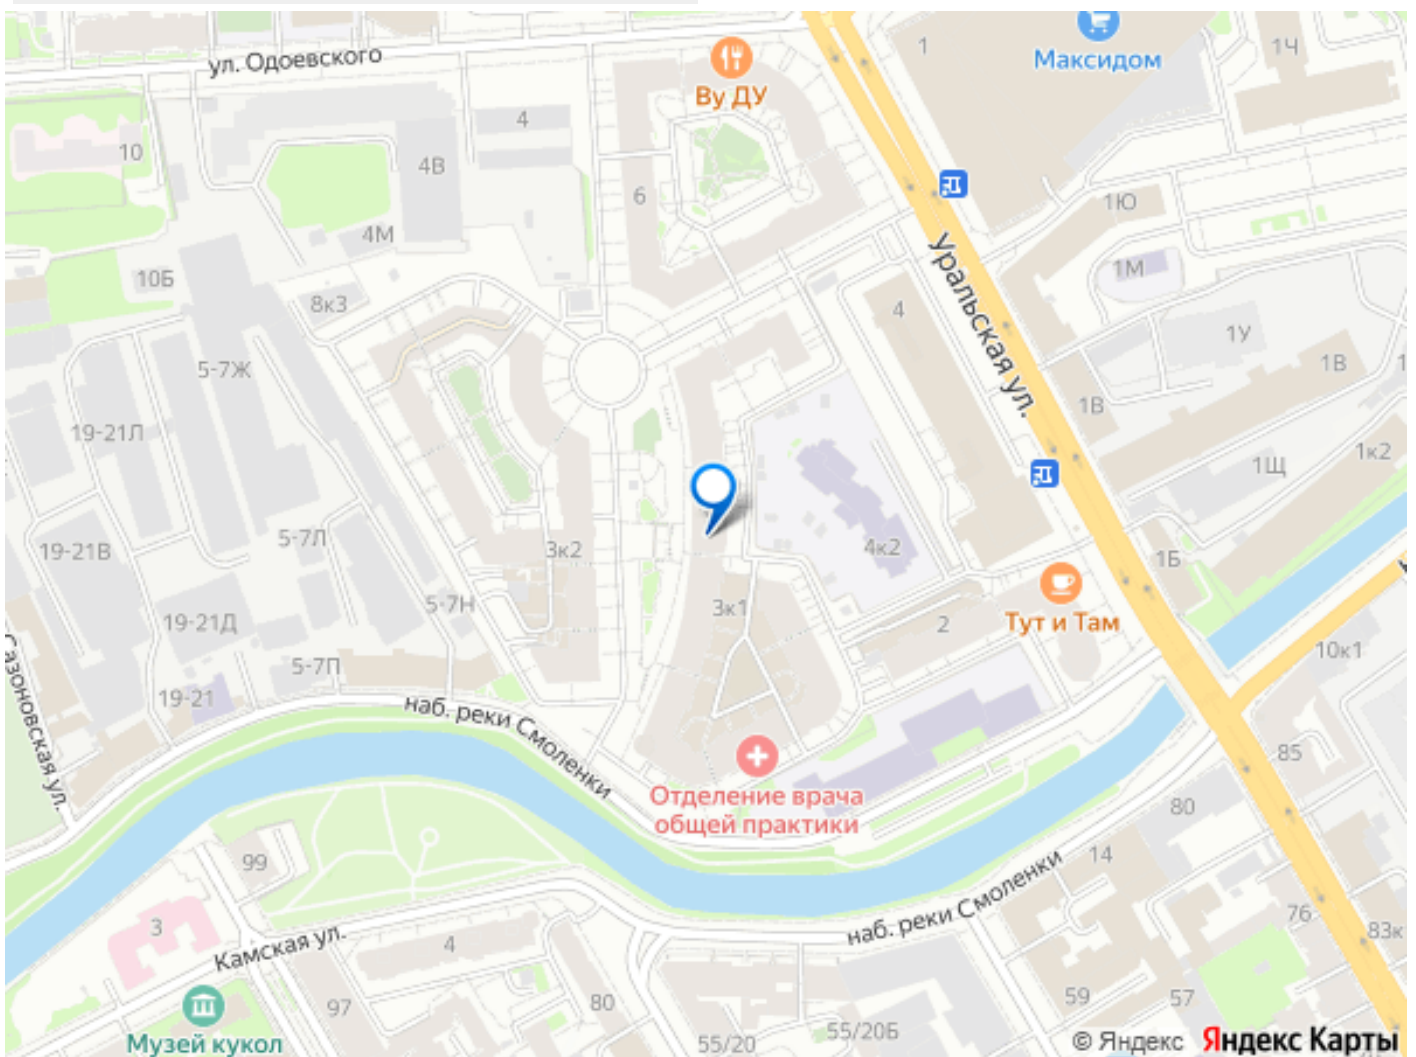 ул. Одоевского
Ву ДУ
1
Максидом
1Ч
4
10
4В
6
1Ю
4М
1М
10Б
8к3
Уральская ул.
4
1У
5-7Ж
1В
1В
19-21Л
1к2
1Щ
19-21В
5-7Л
3к2
4к2
1Б
5-7Н
3к1
Тут и Там
19-21Д
2
10к1
5-7П
19-21
Сазоновская ул.
наб. реки Смоленки
85
Отделение врача
общей практики
80
99
14
3
Камская ул.
4
наб. реки Смоленки
76
83к
97
80
59
57
Музей кукол
55/20
55/20Б
© Яндекс Яндекс Карты